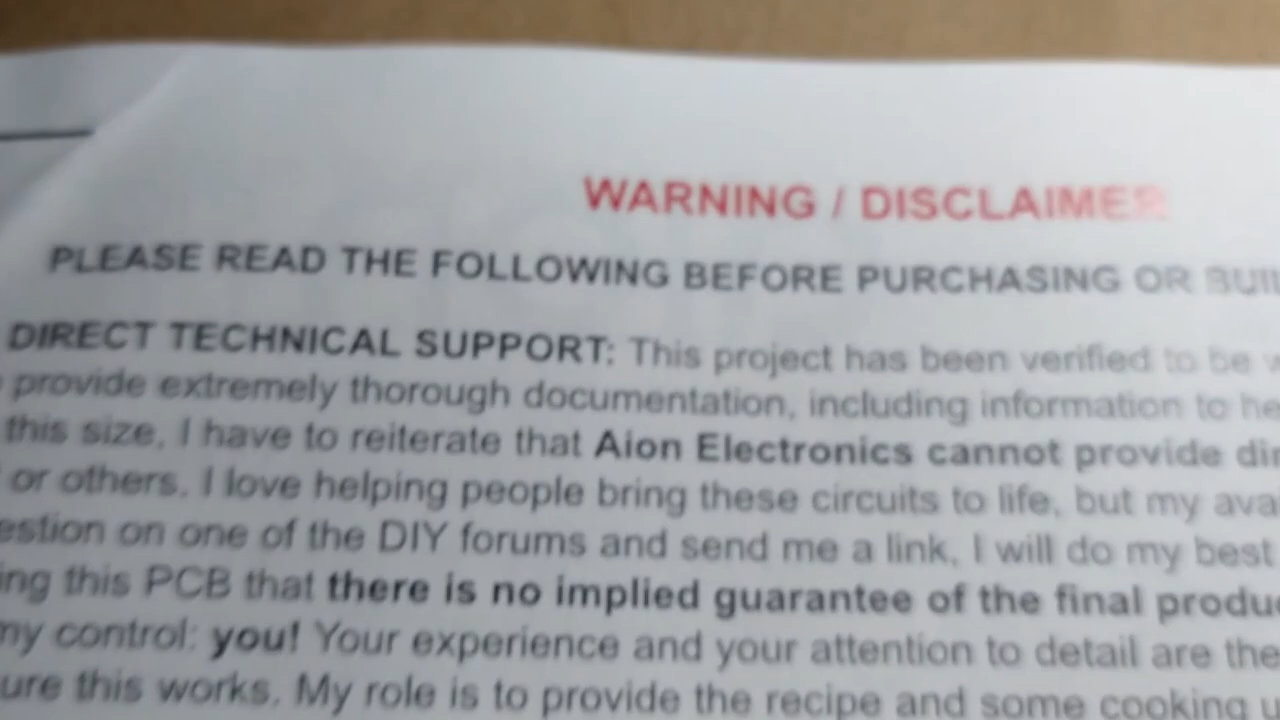 WARNING / DISCLAIMER
PLEASE READ THE FOLLOWING BEFORE PURCHASING OR
DIRECT TECHNICAL SUPPORT: This project has been verified to be
provide extremely thorough documentation, including information to
this size, I have to reiterate that Aion Electronics cannot provide
or others. I love helping people bring these circuits to life, but my
on one of the DIY forums and send me a link, I will do my best
this PCB that there is no implied guarantee of the final
my control: you! Your experience and your attention to detail are the
this works. My role is to provide the recipe and some cooking